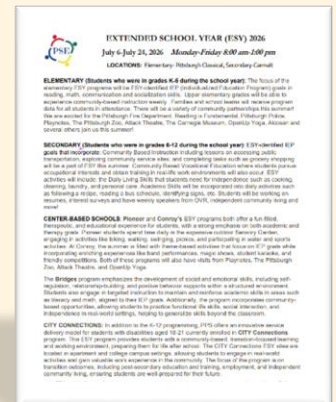 PSE
EXTENDED SCHOOL YEAR (ESY) 2026
July 6-July 24, 2026 Monday-Friday 8:00 am-1:00 pm
LOCATIONS: Elementary- Pittsburgh Classical, Secondary-Carmalt
ELEMENTARY (Students who were in grades K-5 during the school year): The focus of the
elementary ESY programs will be ESY-identified IEP (Individualized Education Program) goals in
reading, math, communication and socialization skills. Upper elementary grades will be able to
experience community-based instruction weekly. Families and school teams will receive program
data for all students in attendance. There will be a variety of community partnerships this summer!
We are excited for the Pittsburgh Fire Department, Reading is Fundamental, Pittsburgh Police,
Playnotes, The Pittsburgh Zoo, Attack Theatre, The Carnegie Museum, OpenUp Yoga, and
several others join us this summer!
SECONDARY (Students who were in grades 6-12 during the school year): ESY-identified IEP
goals that incorporate: Community Based Instruction including lessons on accessing public
transportation, exploring community service sites, and completing tasks such as grocery shopping
will be a part of ESY this summer. Community Based Vocational Education where students pursue
occupational interests and obtain training in real-life work environments will also occur. ESY
activities will include: the Daily Living Skills that students need for independence such as cooking,
cleaning, laundry, and personal care. Academic Skills will be incorporated into daily activities such
as following a recipe, reading a bus schedule, identifying signs, etc. Students will be working on
resumes, interest surveys and have weekly speakers from OVR, independent community living and
more!
CENTER-BASED SCHOOLS: Pioneer and Conroy's ESY programs both offer a fun-filled,
therapeutic, and educational experience for students, with a strong emphasis on both academic and
therapy goals. Pioneer students spend time daily in the expansive outdoor Sensory Center,
engaging in activities like biking, walking, swinging, picnics, and participating in water and sports
activities. At Conroy, the summer is filled with theme-based activities that focus on IEP goals while
incorporating enriching experiences like band performances, magic shows, student karaoke, and
friendly competitions. Both of these programs will also have visits from Playnotes, The Pittsburgh
Zoo, Attack Theatre, and OpenUp Yoga.
The Bridges program emphasizes the development of social and emotional skills, including self-
regulation, relationship-building, and positive behavior supports within a structured environment.
Students also engage in targeted instruction to maintain and reinforce academic skills in areas such
as literacy and math, aligned to their IEP goals. Additionally, the program incorporates community-
based opportunities, allowing students to practice functional life skills, social interaction, and
independence in real-world settings, helping to generalize skills beyond the classroom.
CITY CONNECTIONS: In addition to the K-12 programming, PPS offers an innovative service
delivery model for students with disabilities aged 18-21 currently enrolled in CITY Connections
program. This ESY program provides students with a community-based, transition-focused learning
and working environment, preparing them for life after school. The CITY Connections ESY sites are
located in apartment and college campus settings, allowing students to engage in real-world
activities and gain valuable work experience in the community. The focus of the program is on
transition outcomes, including post-secondary education and training, employment, and independent
community living, ensuring students are well-prepared for their future.